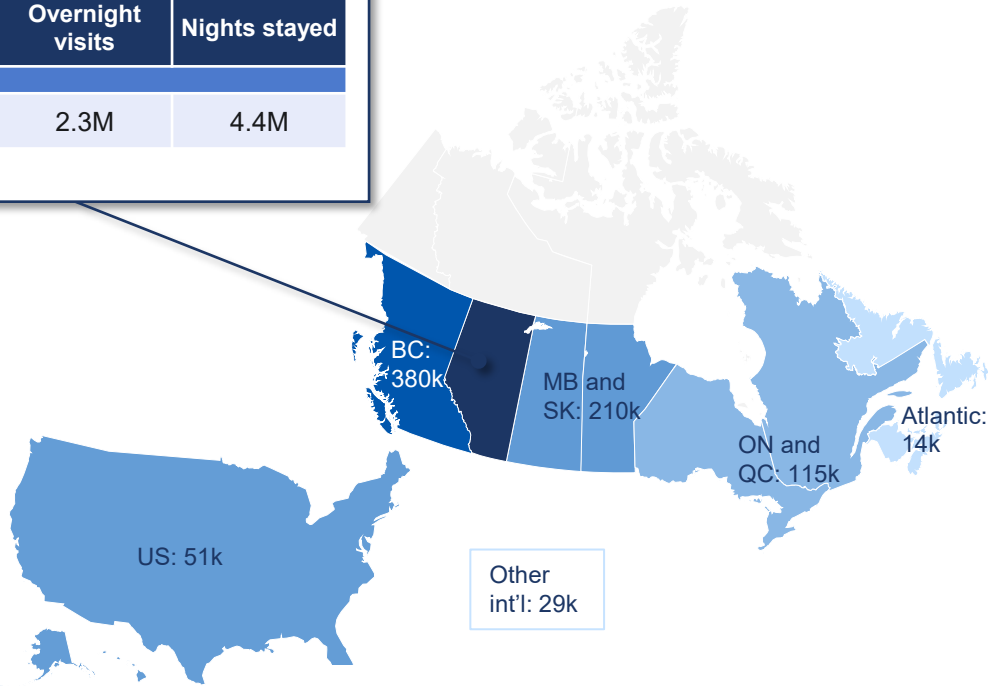 Overnight
visits
Nights stayed
2.3M
4.4M
BC:
380k
MB and
SK: 210k
ON and
QC: 115k
Atlantic:
14k
US: 51k
Other
int'l: 29k